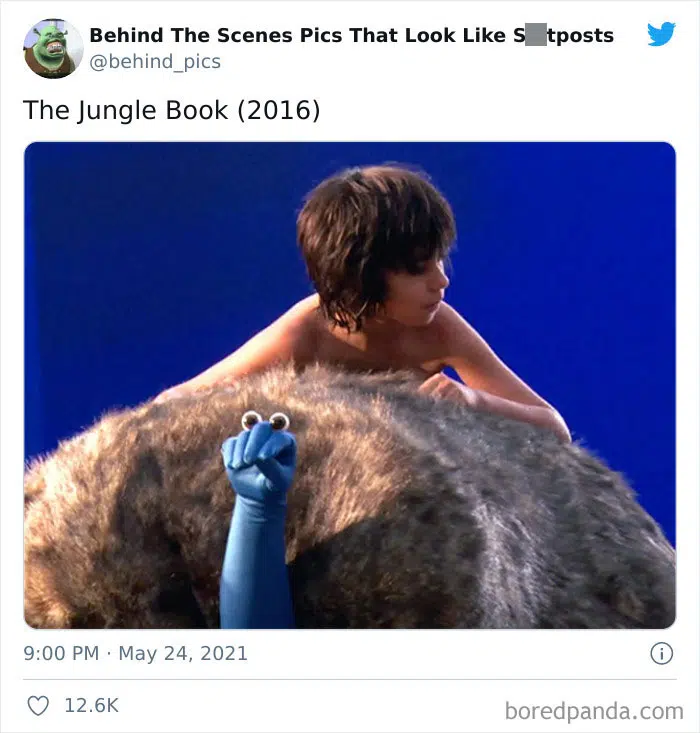 Behind The Scenes Pics That Look Like S tposts
@behind_pics
The Jungle Book (2016)
9:00 PM · May 24, 2021
12.6K
boredpanda.com